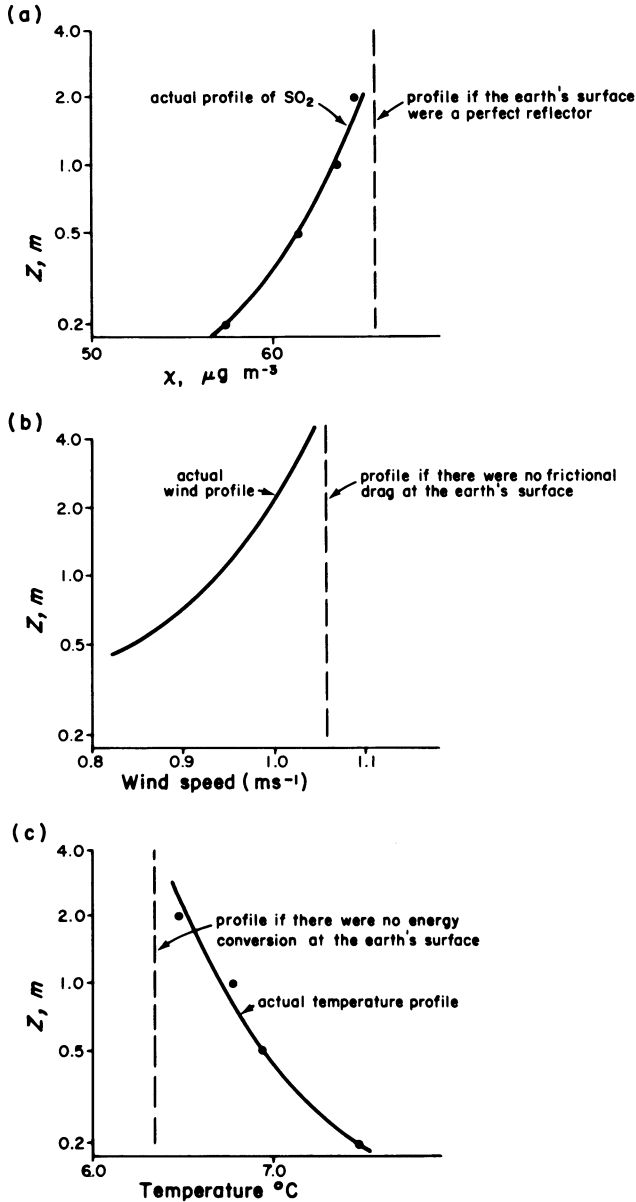 (a)
4.0
actual profile of SO₂
2.0
profile if the earth's surface
were a perfect reflector
1.0
0.5
Z, m
0.2
50
60
χ, μg m⁻³
(b)
4.0
actual
wind profile
profile if there were no frictional
drag at the earth's surface
2.0
1.0
Z, m
0.5
0.2
0.8
0.9
1.0
1.1
Wind speed (ms⁻¹)
(c)
4.0
2.0
profile if there were no energy
conversion at the earth's surface
1.0
actual temperature profile
Z, m
0.5
0.2
6.0
7.0
Temperature °C